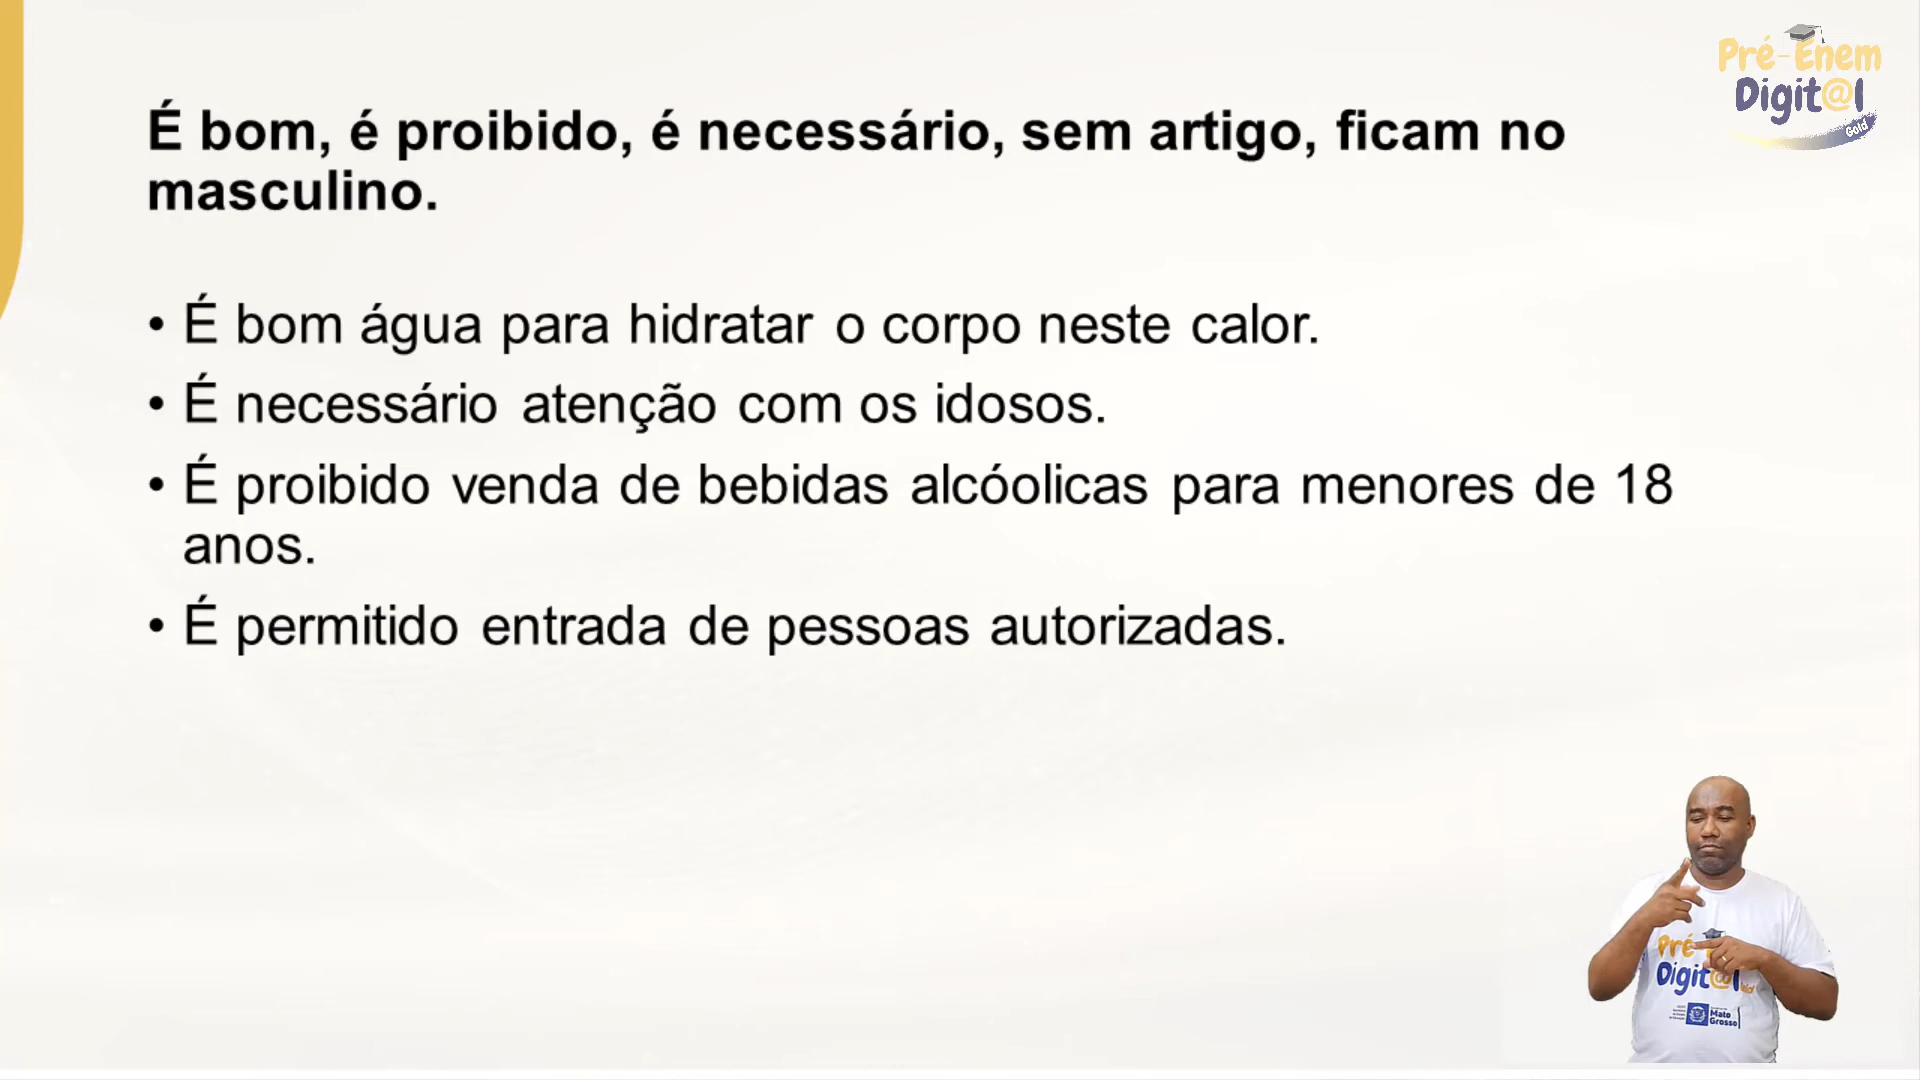 Pré-Enem
Digit@l
Gold
É bom, é proibido, é necessário, sem artigo, ficam no
masculino.
• É bom água para hidratar o corpo neste calor.
• É necessário atenção com os idosos.
• É proibido venda de bebidas alcóolicas para menores de 18
anos.
• É permitido entrada de pessoas autorizadas.
Pré
Digit@l
Mato
Grosso